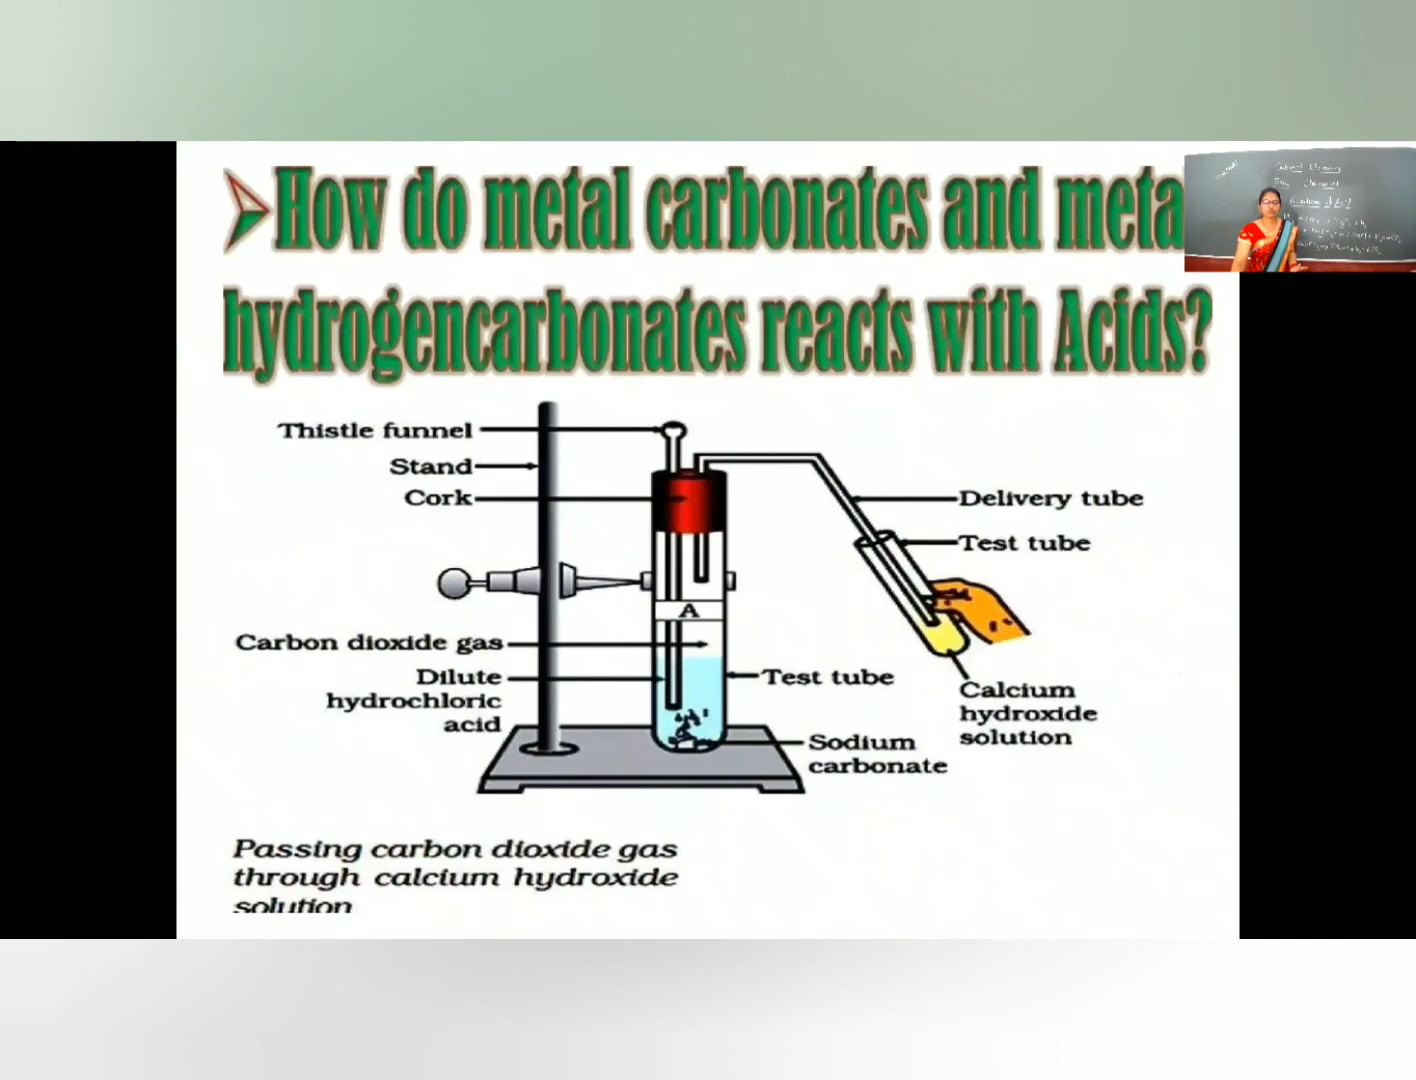 How do metal carbonates and meta
hydrogencarbonates reacts with Acids?
Thistle funnel
Stand
Cork
Delivery tube
Test tube
A
Carbon dioxide gas
Dilute
hydrochloric
acid
Test tube
Calcium
hydroxide
solution
Sodium
carbonate
Passing carbon dioxide gas
through calcium hydroxide
solution